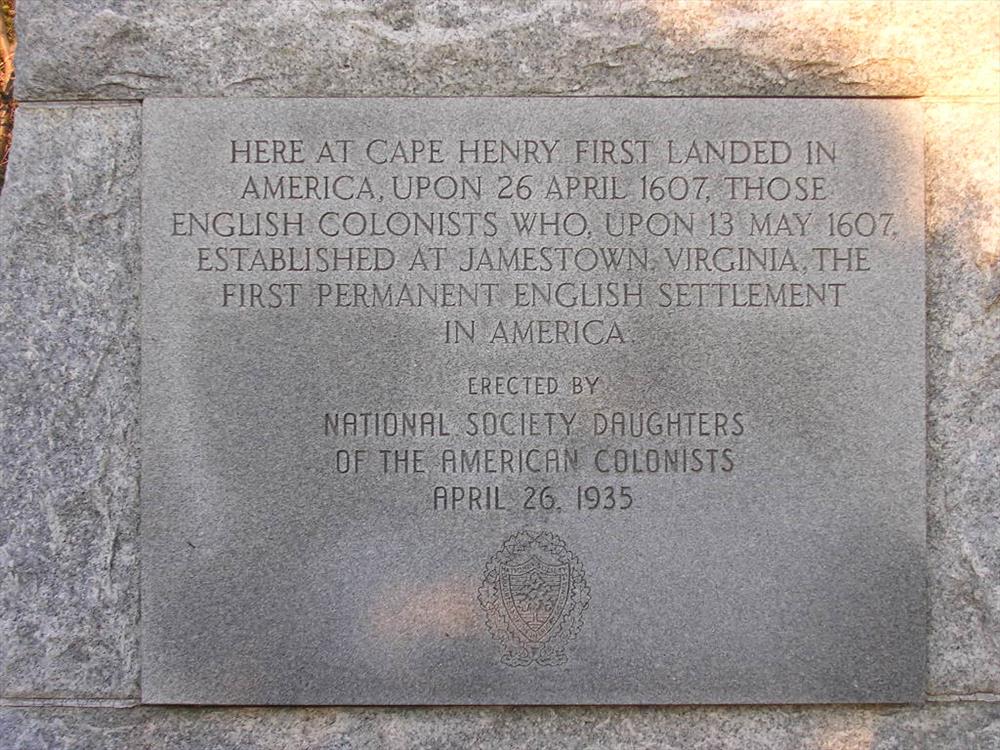 HERE AT CAPE HENRY FIRST LANDED IN
AMERICA, UPON 26 APRIL 1607, THOSE
ENGLISH COLONISTS WHO, UPON 13 MAY 1607,
ESTABLISHED AT JAMESTOWN, VIRGINIA, THE
FIRST PERMANENT ENGLISH SETTLEMENT
IN AMERICA.
ERECTED BY
NATIONAL SOCIETY DAUGHTERS
OF THE AMERICAN COLONISTS
APRIL 26, 1935